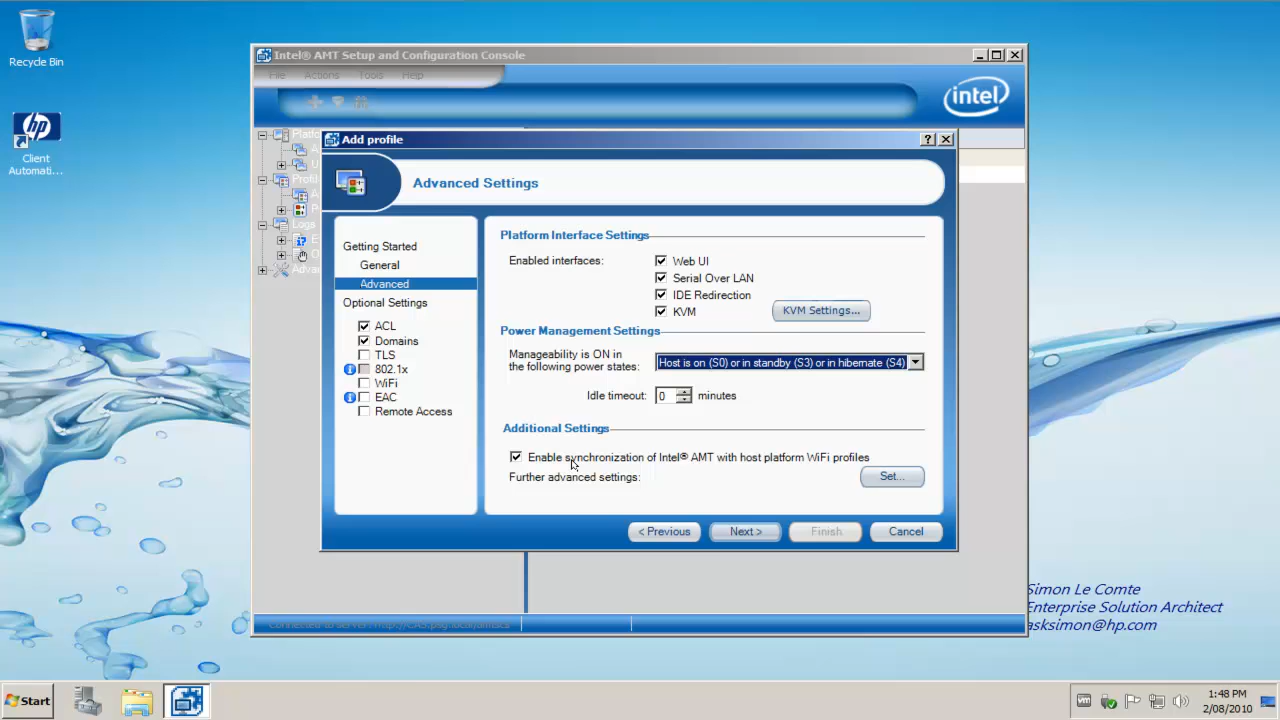 Recycle Bin
Client
Automati...
Intel® AMT Setup and Configuration Console
File Actions Tools Help
intel
Add profile
Advanced Settings
Getting Started
General
Advanced
Optional Settings
ACL
Domains
TLS
802.1x
WiFi
EAC
Remote Access
Platform Interface Settings
Enabled interfaces:
Web UI
Serial Over LAN
IDE Redirection
KVM
KVM Settings...
Power Management Settings
Manageability is ON in
the following power states:
Host is on (S0) or in standby (S3) or in hibernate (S4)
Idle timeout: 0 minutes
Additional Settings
Enable synchronization of Intel® AMT with host platform WiFi profiles
Further advanced settings:
Set...
< Previous
Next >
Finish
Cancel
Logs
Simon Le Comte
Enterprise Solution Architect
asksimon@hp.com
Start
1:48 PM
2/08/2010